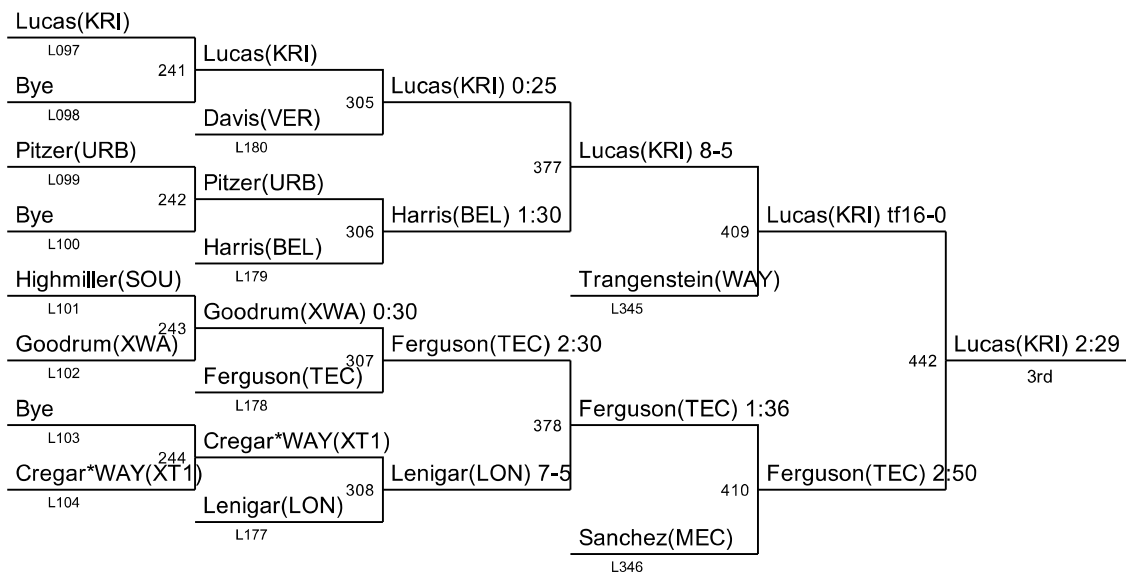 Lucas(KRI)
L097
241
Lucas(KRI)
Bye
L098
305
Lucas(KRI) 0:25
Davis(VER)
L180
Pitzer(URB)
L099
377
Lucas(KRI) 8-5
242
Pitzer(URB)
Bye
L100
306
Harris(BEL) 1:30
409
Lucas(KRI) tf16-0
Harris(BEL)
L179
Highmiller(SOU)
L101
Trangenstein(WAY)
L345
243
Goodrum(XWA) 0:30
Goodrum(XWA)
L102
307
Ferguson(TEC) 2:30
442
Lucas(KRI) 2:29
3rd
Ferguson(TEC)
L178
Bye
L103
378
Ferguson(TEC) 1:36
244
Cregar*WAY(XT1)
Cregar*WAY(XT1)
L104
308
Lenigar(LON) 7-5
410
Ferguson(TEC) 2:50
Lenigar(LON)
L177
Sanchez(MEC)
L346